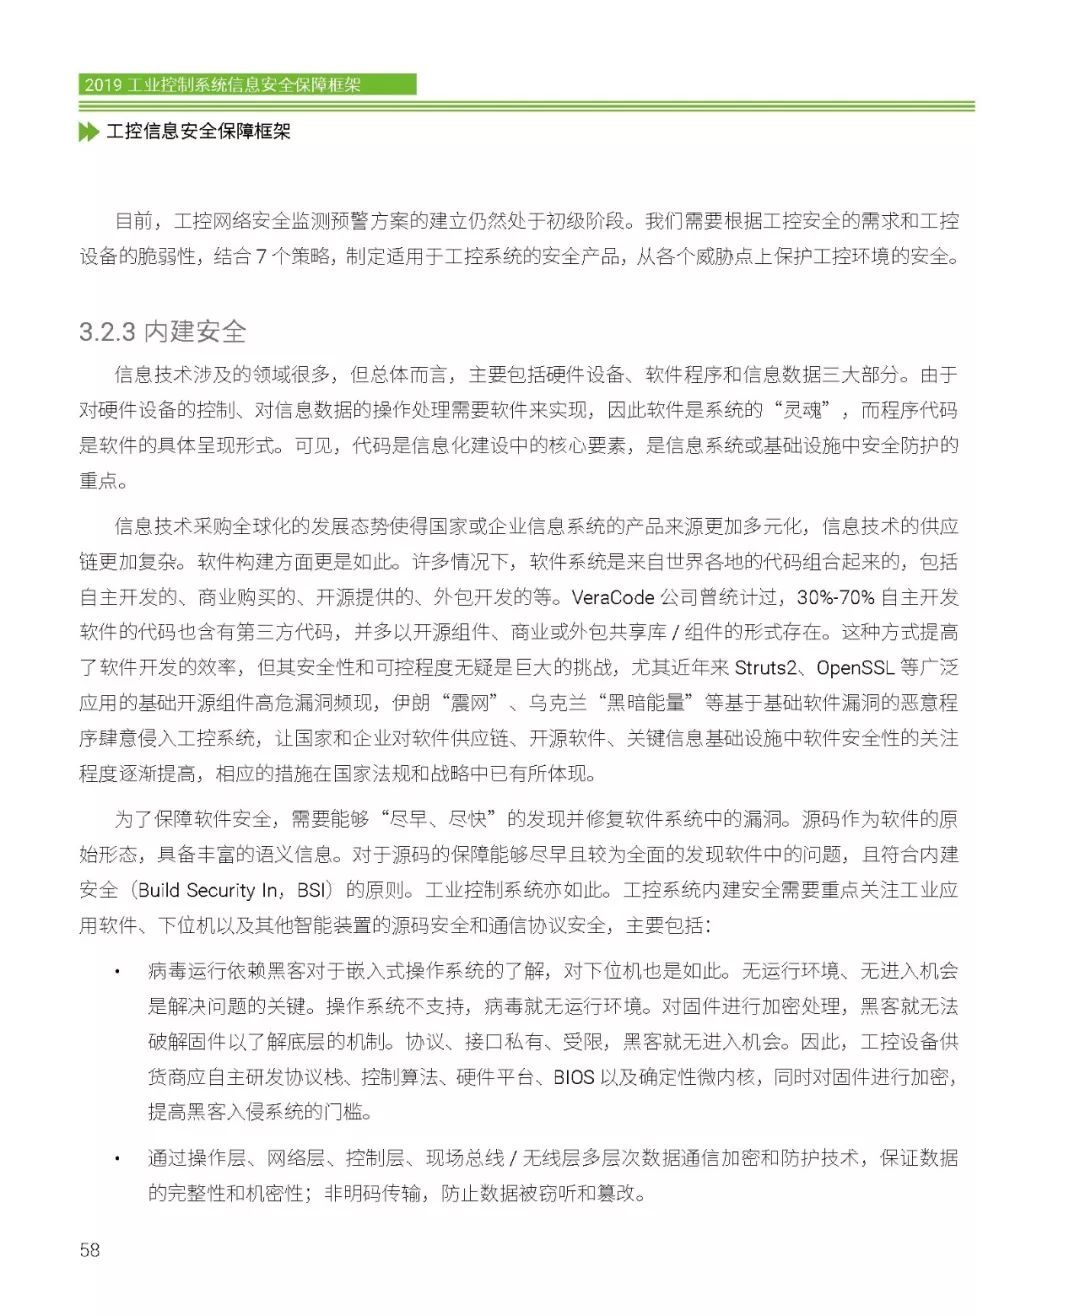 2019 工业控制系统信息安全保障框架
工控信息安全保障框架
目前，工控网络安全监测预警方案的建立仍然处于初级阶段。我们需要根据工控安全的需求和工控
设备的脆弱性，结合 7 个策略，制定适用于工控系统的安全产品，从各个威胁点上保护工控环境的安全。
3.2.3 内建安全
信息技术涉及的领域很多，但总体而言，主要包括硬件设备、软件程序和信息数据三大部分。由于
对硬件设备的控制、对信息数据的操作处理需要软件来实现，因此软件是系统的“灵魂”，而程序代码
是软件的具体呈现形式。可见，代码是信息化建设中的核心要素，是信息系统或基础设施中安全防护的
重点。
信息技术采购全球化的发展态势使得国家或企业信息系统的产品来源更加多元化，信息技术的供应
链更加复杂。软件构建方面更是如此。许多情况下，软件系统是来自世界各地的代码组合起来的，包括
自主开发的、商业购买的、开源提供的、外包开发的等。VeraCode 公司曾统计过，30%-70% 自主开发
软件的代码也含有第三方代码，并多以开源组件、商业或外包共享库 / 组件的形式存在。这种方式提高
了软件开发的效率，但其安全性和可控程度无疑是巨大的挑战，尤其近年来 Struts2、OpenSSL 等广泛
应用的基础开源组件高危漏洞频现，伊朗“震网”、乌克兰“黑暗能量”等基于基础软件漏洞的恶意程
序肆意侵入工控系统，让国家和企业对软件供应链、开源软件、关键信息基础设施中软件安全性的关注
程度逐渐提高，相应的措施在国家法规和战略中已有所体现。
为了保障软件安全，需要能够“尽早、尽快”的发现并修复软件系统中的漏洞。源码作为软件的原
始形态，具备丰富的语义信息。对于源码的保障能够尽早且较为全面的发现软件中的问题，且符合内建
安全（Build Security In，BSI）的原则。工业控制系统亦如此。工控系统内建安全需要重点关注工业应
用软件、下位机以及其他智能装置的源码安全和通信协议安全，主要包括：
• 病毒运行依赖黑客对于嵌入式操作系统的了解，对下位机也是如此。无运行环境、无进入机会
是解决问题的关键。操作系统不支持，病毒就无运行环境。对固件进行加密处理，黑客就无法
破解固件以了解底层的机制。协议、接口私有、受限，黑客就无进入机会。因此，工控设备供
货商应自主研发协议栈、控制算法、硬件平台、BIOS 以及确定性微内核，同时对固件进行加密，
提高黑客入侵系统的门槛。
• 通过操作层、网络层、控制层、现场总线 / 无线层多层次数据通信加密和防护技术，保证数据
的完整性和机密性；非明码传输，防止数据被窃听和篡改。
58